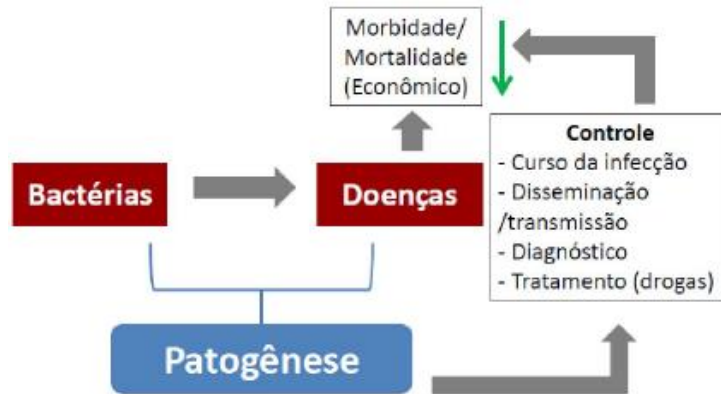 Morbidade/
Mortalidade
(Econômico)
Controle
- Curso da infecção
- Disseminação
/transmissão
- Diagnóstico
- Tratamento (drogas)
Bactérias
Doenças
Patogênese